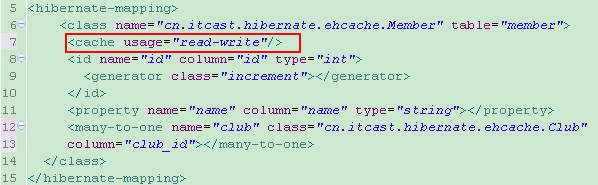 5 <hibernate-mapping>
6 <class name="cn.itcast.hibernate.ehcache.Member" table="member">
7 <cache usage="read-write"/>
8 <id name="id" column="id" type="int">
9 <generator class="increment"></generator>
10 </id>
11 <property name="name" column="name" type="string"></property>
12 <many-to-one name="club" class="cn.itcast.hibernate.ehcache.Club"
13 column="club_id"></many-to-one>
14 </class>
15 </hibernate-mapping>